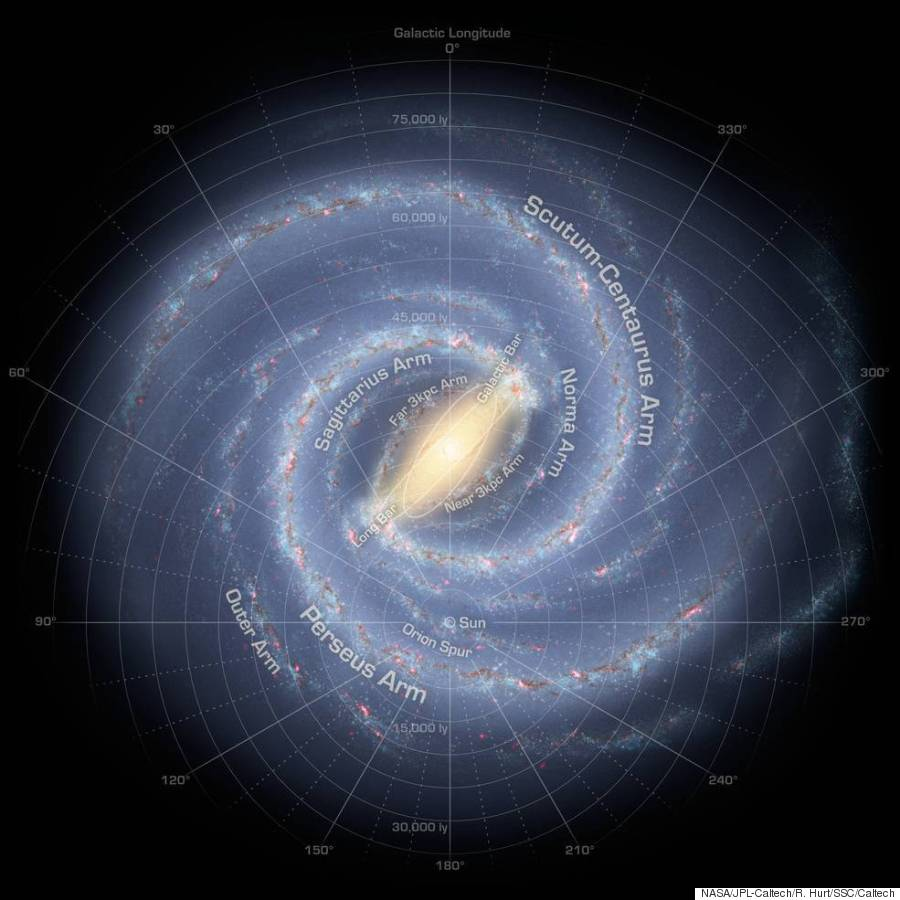 Galactic Longitude
0°
30°
330°
75,000 ly
60,000 ly
Scutum-Centaurus Arm
45,000 ly
Sagittarius Arm
Far 3kpc Arm
Galactic Bar
Norma Arm
60°
300°
Near 3kpc Arm
Long Bar
90°
Outer Arm
Perseus Arm
Sun
Orion Spur
270°
15,000 ly
120°
240°
30,000 ly
150°
210°
180°
NASA/JPL-Caltech/R. Hurt/SSC/Caltech